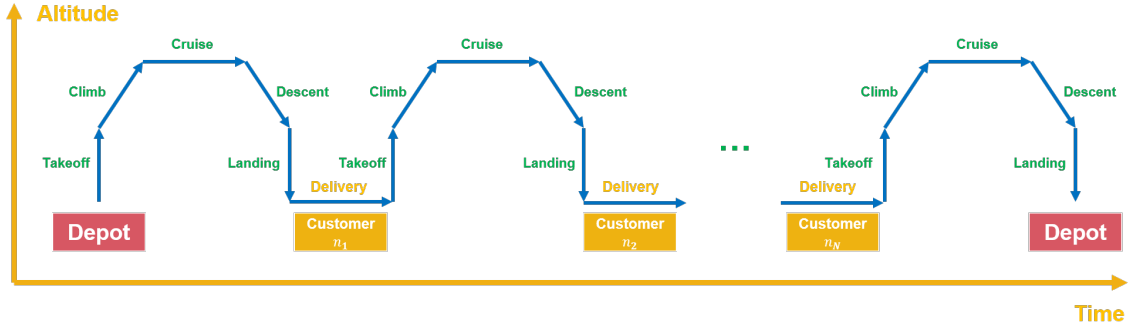 Altitude
Cruise
Cruise
Cruise
Climb
Descent
Climb
Descent
Climb
Descent
Takeoff
Landing
Takeoff
Landing
...
Takeoff
Landing
Delivery
Delivery
Delivery
Depot
Customer
n₁
Customer
n₂
Customer
n_N
Depot
Time